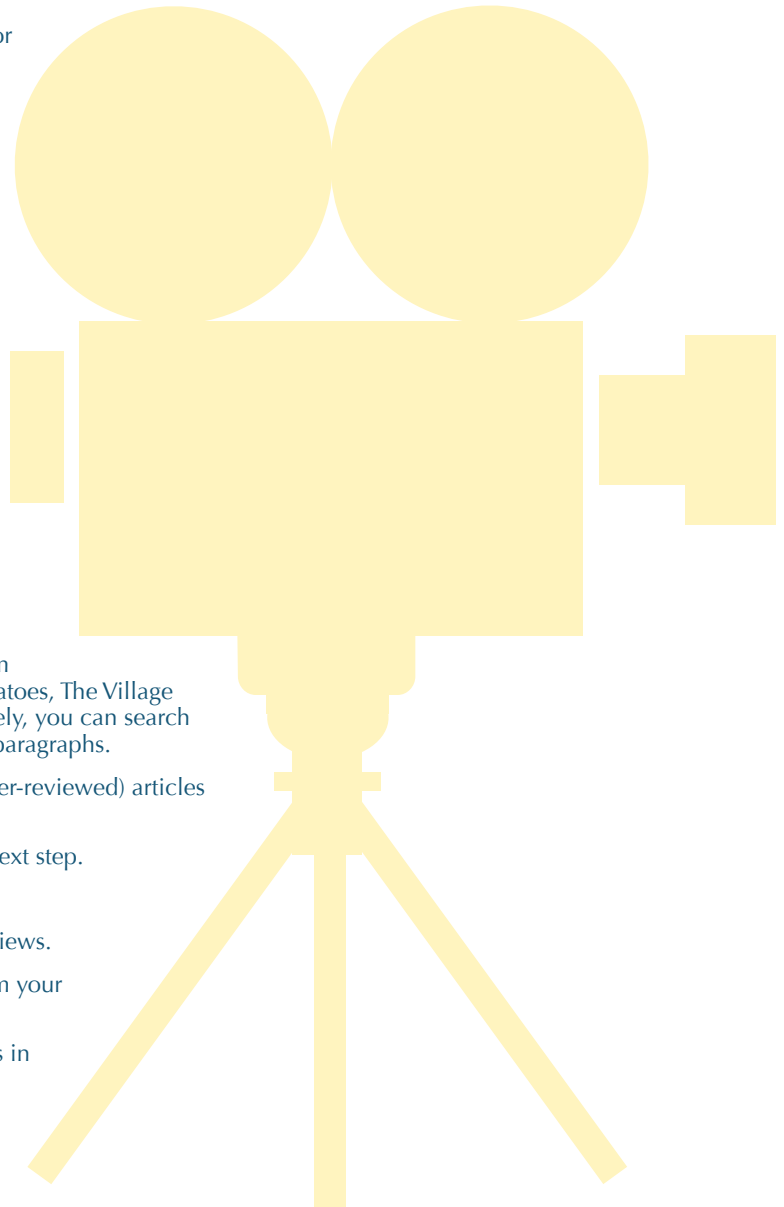 or
n
atoes, The Village
ely, you can search
paragraphs.
er-reviewed) articles
ext step.
iews.
n your
s in